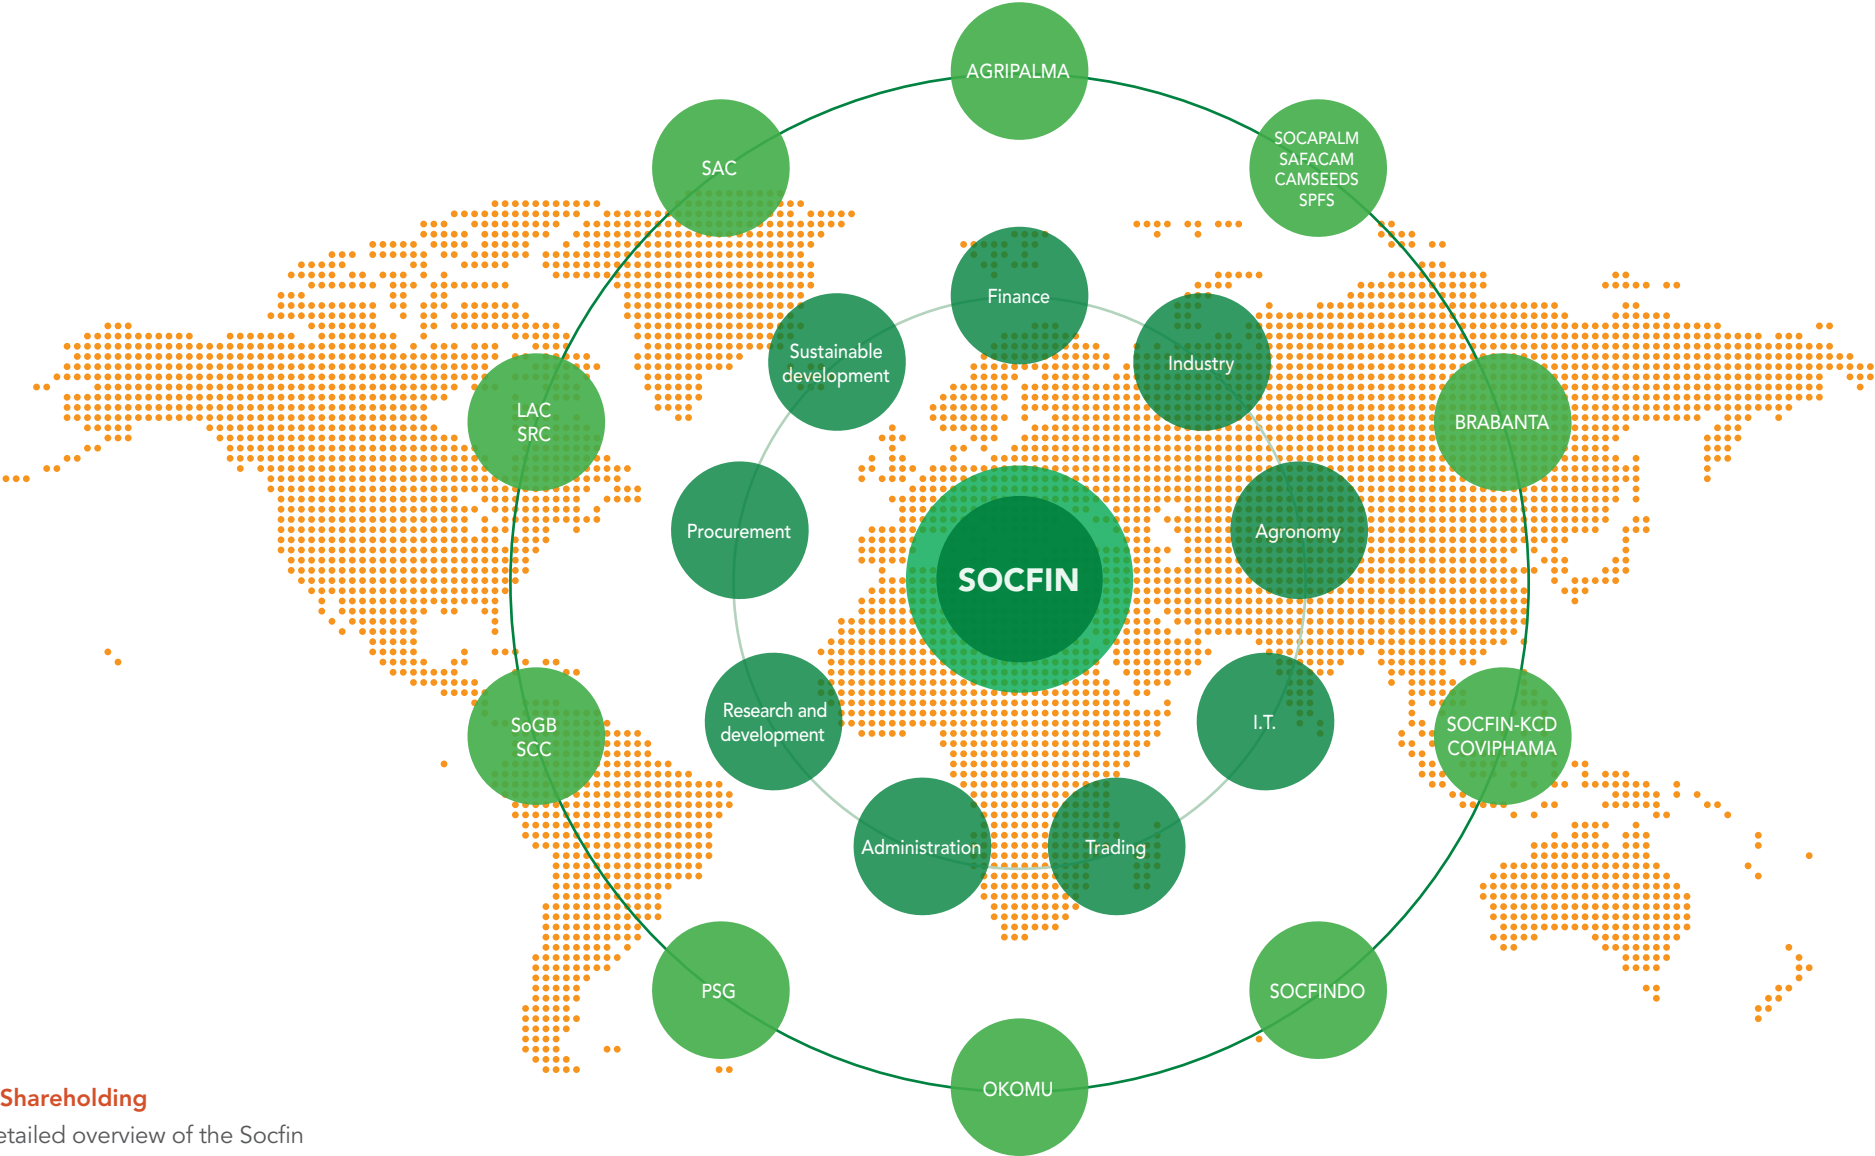 AGRIPALMA
SOCAPALM
SAFACAM
CAMSEEDS
SPFS
SAC
Finance
Sustainable
development
Industry
LAC
SRC
BRABANTA
Procurement
Agronomy
SOCFIN
Research and
development
I.T.
SoGB
SCC
SOCFIN-KCD
COVIPHAMA
Administration
Trading
PSG
SOCFINDO
OKOMU
Shareholding
etailed overview of the Socfin